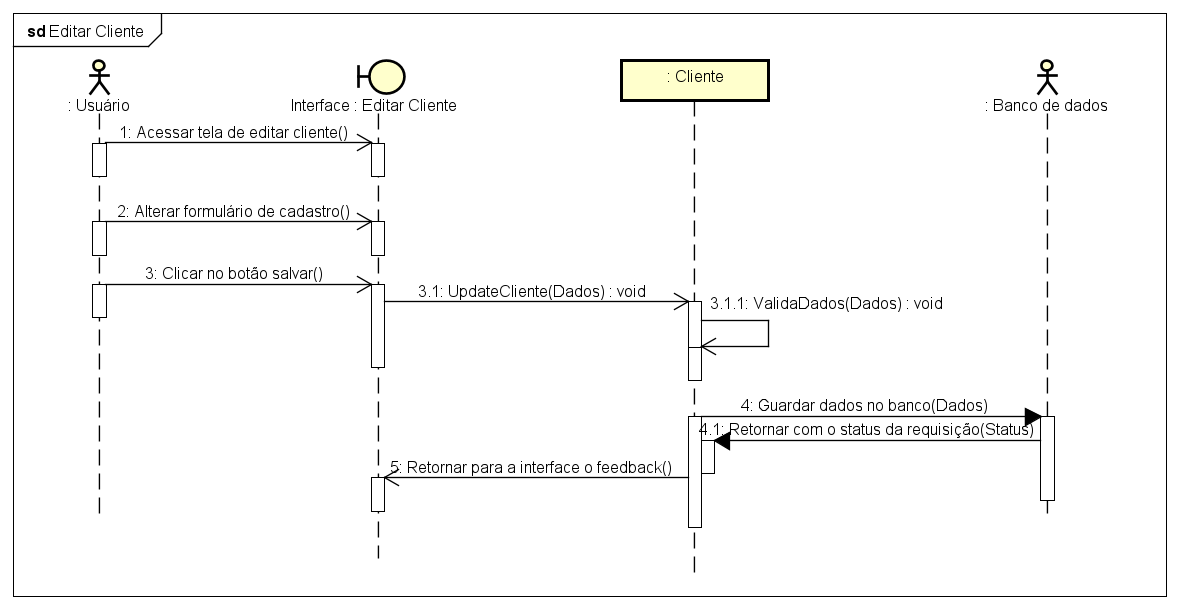 sd Editar Cliente
: Usuário
Interface : Editar Cliente
: Cliente
: Banco de dados
1: Acessar tela de editar cliente()
2: Alterar formulário de cadastro()
3: Clicar no botão salvar()
3.1: UpdateCliente(Dados) : void
3.1.1: ValidaDados(Dados) : void
4: Guardar dados no banco(Dados)
4.1: Retornar com o status da requisição(Status)
5: Retornar para a interface o feedback()